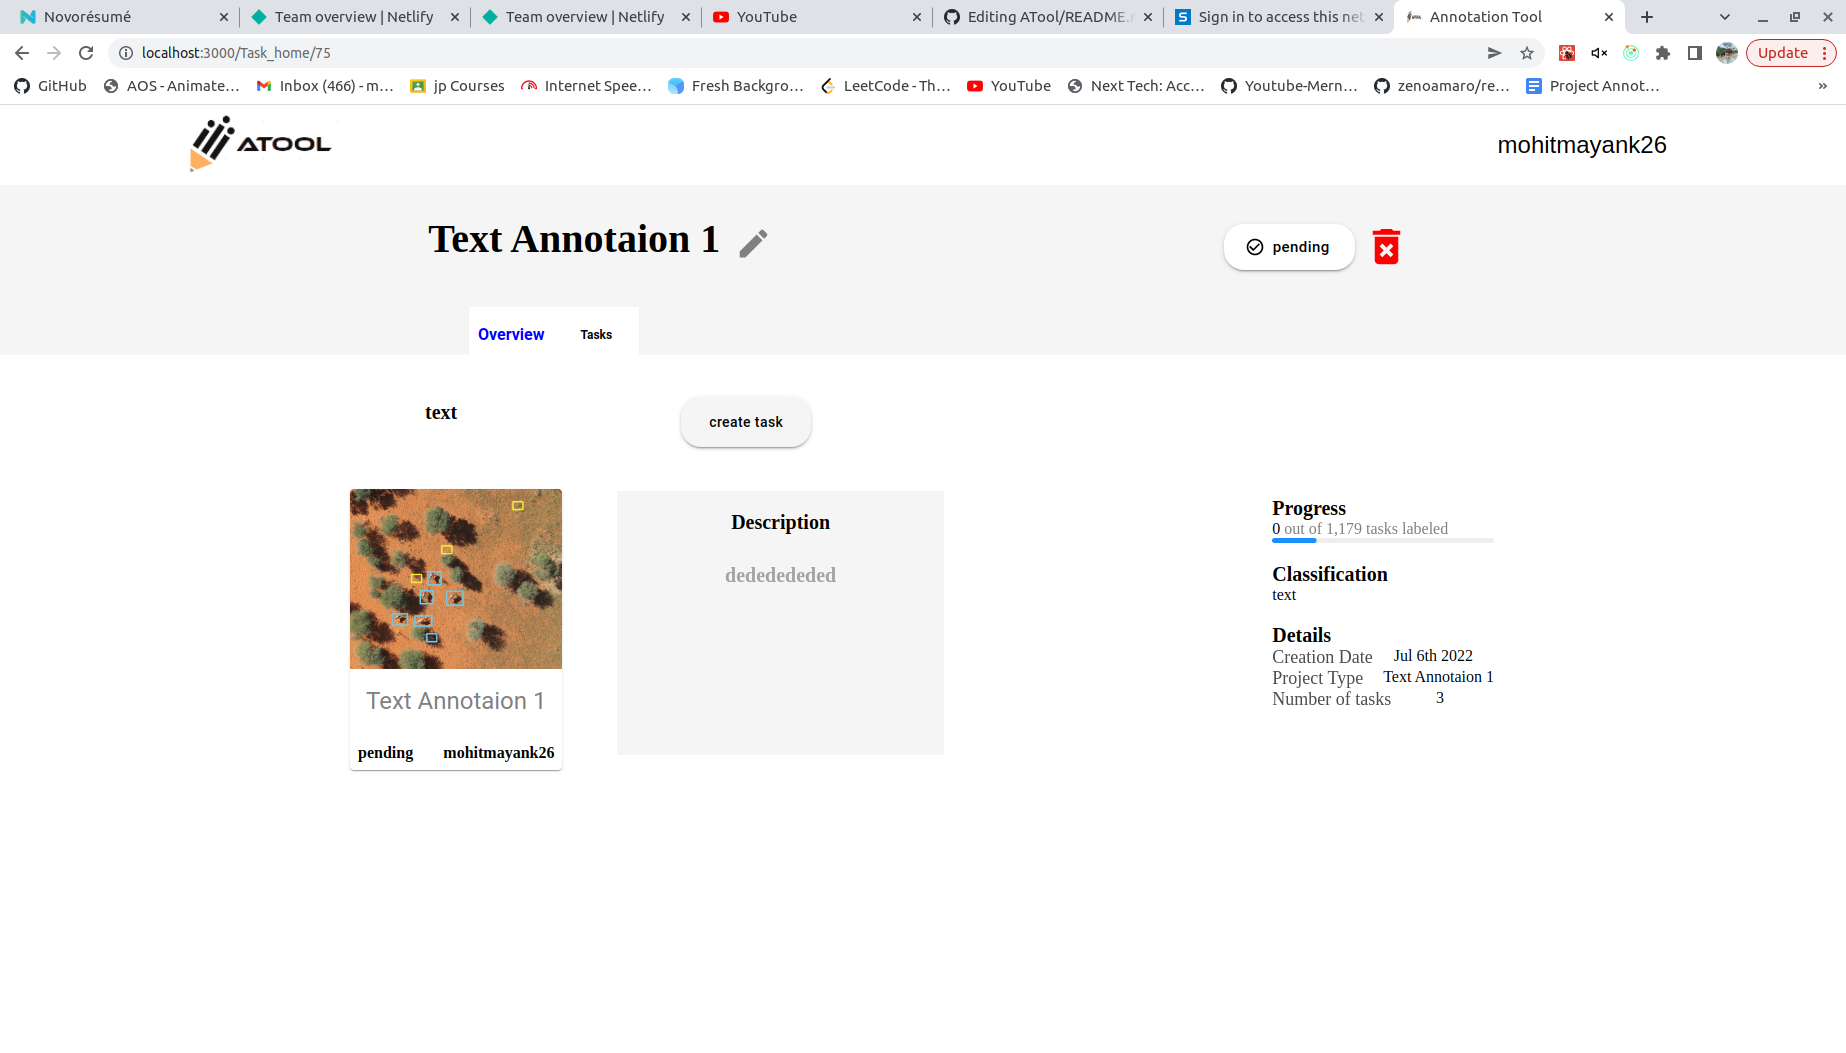 Novorésumé
Team overview | Netlify
Team overview | Netlify
YouTube
Editing ATool/README.
Sign in to access this net
Annotation Tool
localhost:3000/Task_home/75
Update
GitHub
AOS - Animate...
Inbox (466) - m...
jp Courses
Internet Spee...
Fresh Backgro...
LeetCode - Th...
YouTube
Next Tech: Acc...
Youtube-Mern...
zenoamaro/re...
Project Annot...
»
ATOOL
mohitmayank26
Text Annotaion 1
pending
Overview
Tasks
text
create task
Text Annotaion 1
pending
mohitmayank26
Description
dededededed
Progress
0 out of 1,179 tasks labeled
Classification
text
Details
Creation Date Jul 6th 2022
Project Type Text Annotaion 1
Number of tasks 3